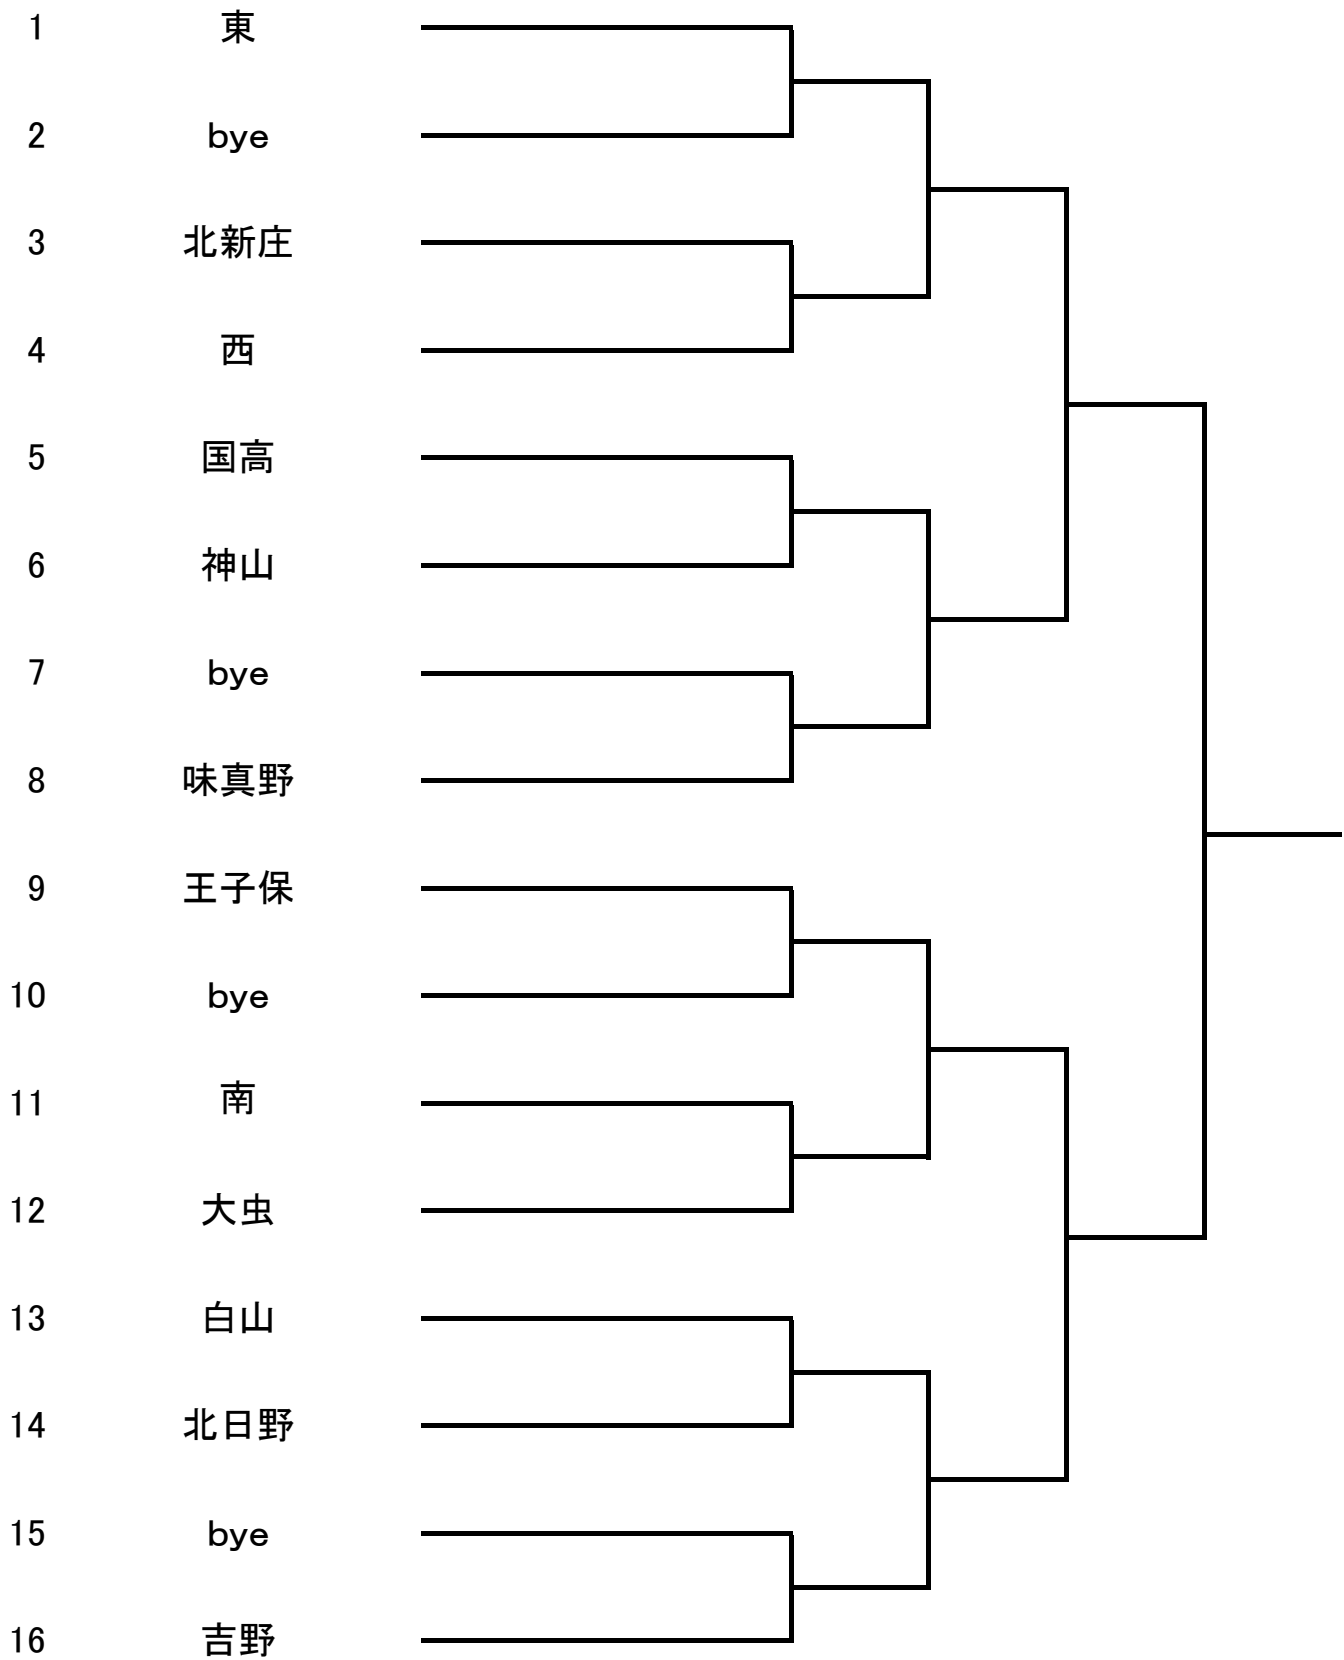 1 東
2 bye
3 北新庄
4 西
5 国高
6 神山
7 bye
8 味真野
9 王子保
10 bye
11 南
12 大虫
13 白山
14 北日野
15 bye
16 吉野